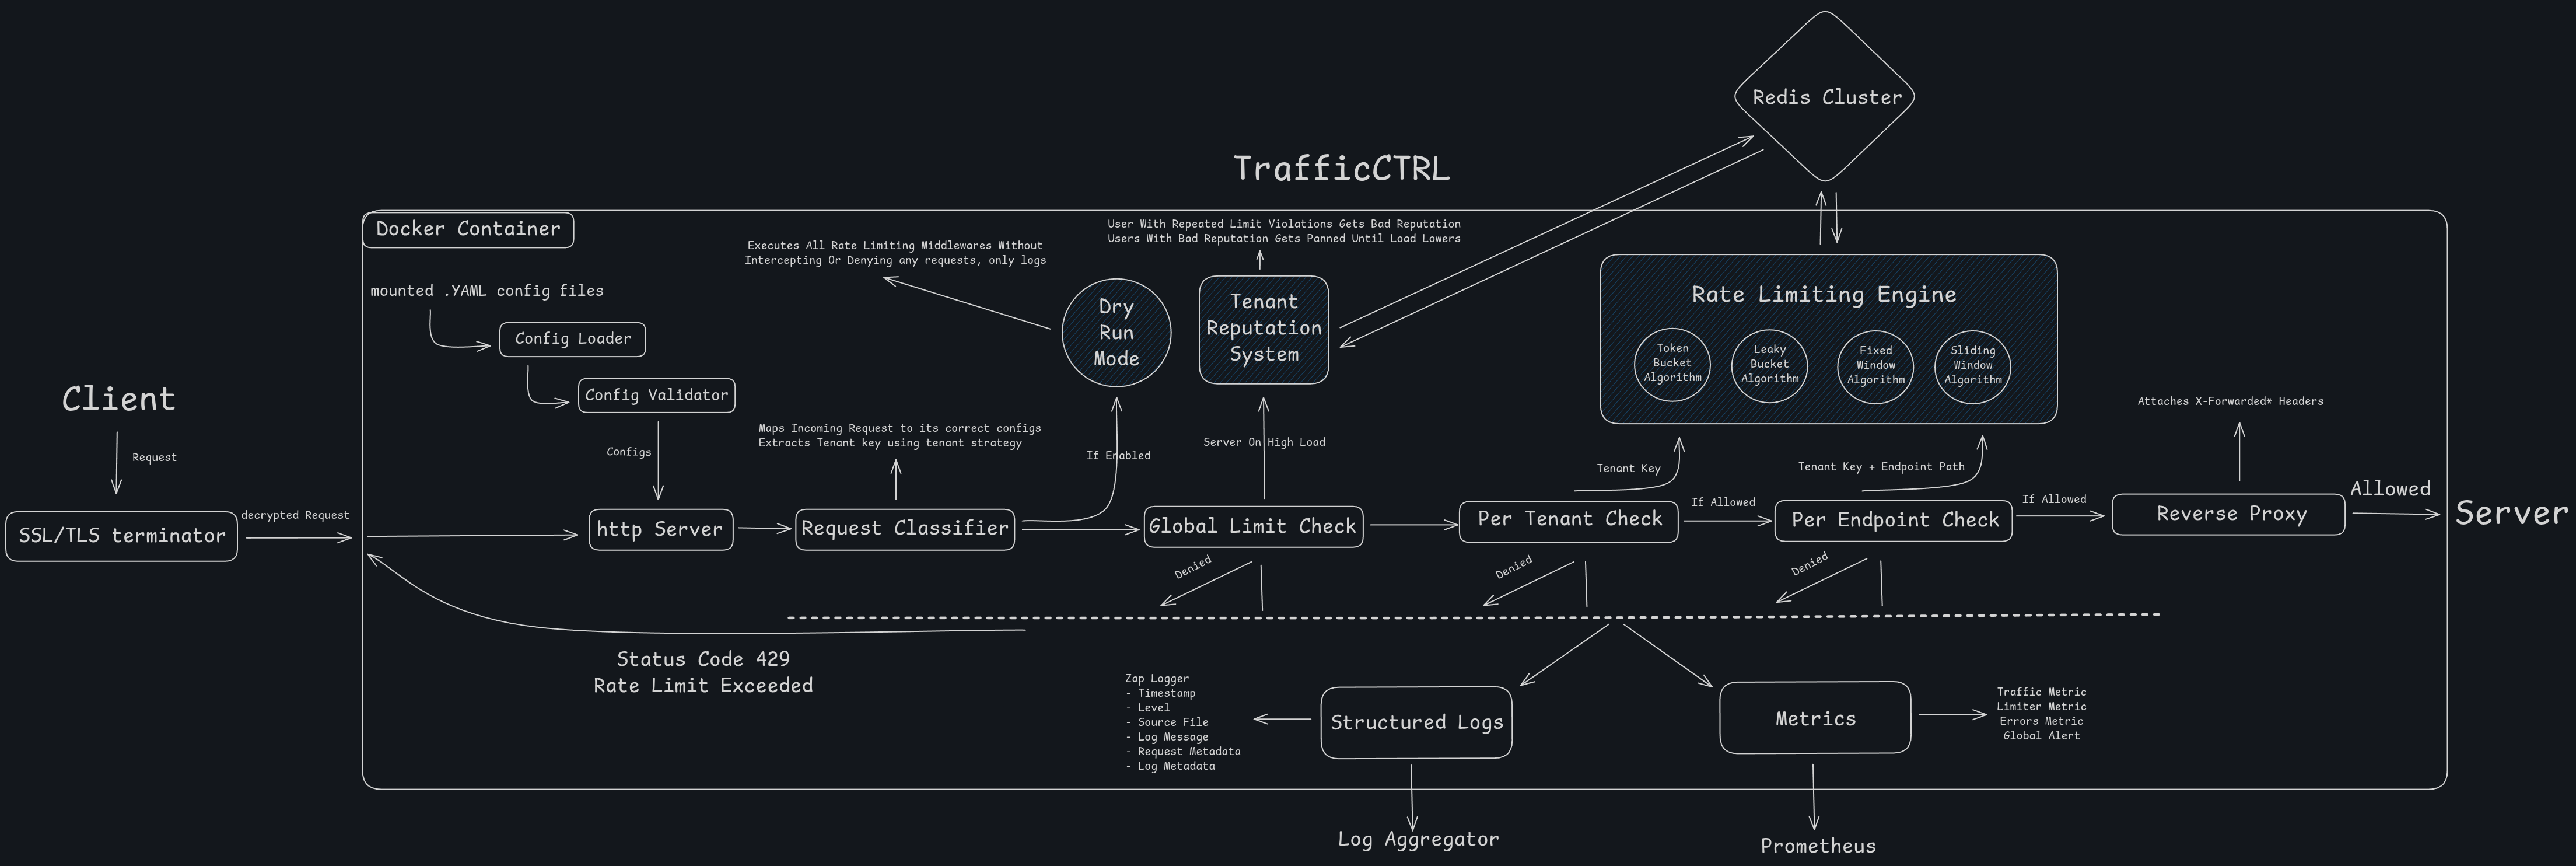 Redis Cluster
TrafficCTRL
Docker Container
User With Repeated Limit Violations Gets Bad Reputation
Users With Bad Reputation Gets Panned Until Load Lowers
Executes All Rate Limiting Middlewares Without
Intercepting Or Denying any requests, only logs
mounted .YAML config files
Config Loader
Config Validator
Configs
Dry
Run
Mode
Tenant
Reputation
System
Rate Limiting Engine
Token
Bucket
Algorithm
Leaky
Bucket
Algorithm
Fixed
Window
Algorithm
Sliding
Window
Algorithm
Client
Request
Maps Incoming Request to its correct configs
Extracts Tenant key using tenant strategy
If Enabled
Server On High Load
Tenant Key
Tenant Key + Endpoint Path
Attaches X-Forwarded* Headers
SSL/TLS terminator
decrypted Request
http Server
Request Classifier
Global Limit Check
Per Tenant Check
If Allowed
Per Endpoint Check
If Allowed
Reverse Proxy
Allowed
Server
Denied
Denied
Denied
Status Code 429
Rate Limit Exceeded
Zap Logger
- Timestamp
- Level
- Source File
- Log Message
- Request Metadata
- Log Metadata
Structured Logs
Metrics
Traffic Metric
Limiter Metric
Errors Metric
Global Alert
Log Aggregator
Prometheus